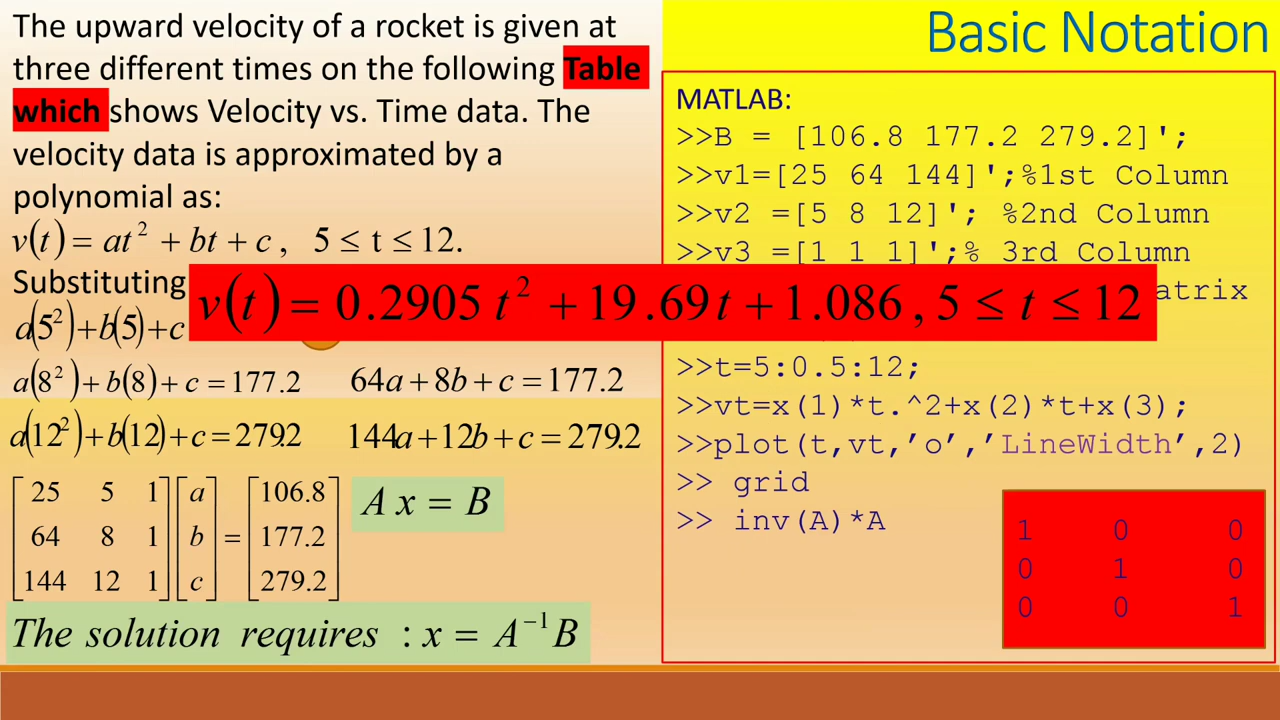 The upward velocity of a rocket is given at
three different times on the following Table
which shows Velocity vs. Time data. The
velocity data is approximated by a
polynomial as:
v(t) = at² + bt + c , 5 ≤ t ≤ 12.
Substituting
a(5²)+b(5)+c
v(t) = 0.2905 t² + 19.69 t + 1.086 , 5 ≤ t ≤ 12
a(8²)+b(8)+c=177.2 64a+8b+c=177.2
a(12²)+b(12)+c=279.2 144a+12b+c=279.2
25 5 1 a 106.8
64 8 1 b = 177.2
144 12 1 c 279.2
A x = B
The solution requires : x = A⁻¹ B
Basic Notation
MATLAB:
>>B = [106.8 177.2 279.2]';
>>v1=[25 64 144]';%1st Column
>>v2 =[5 8 12]'; %2nd Column
>>v3 =[1 1 1]';% 3rd Column
atrix
>>t=5:0.5:12;
>>vt=x(1)*t.^2+x(2)*t+x(3);
>>plot(t,vt,’o’,’LineWidth’,2)
>> grid
>> inv(A)*A
1 0 0
0 1 0
0 0 1